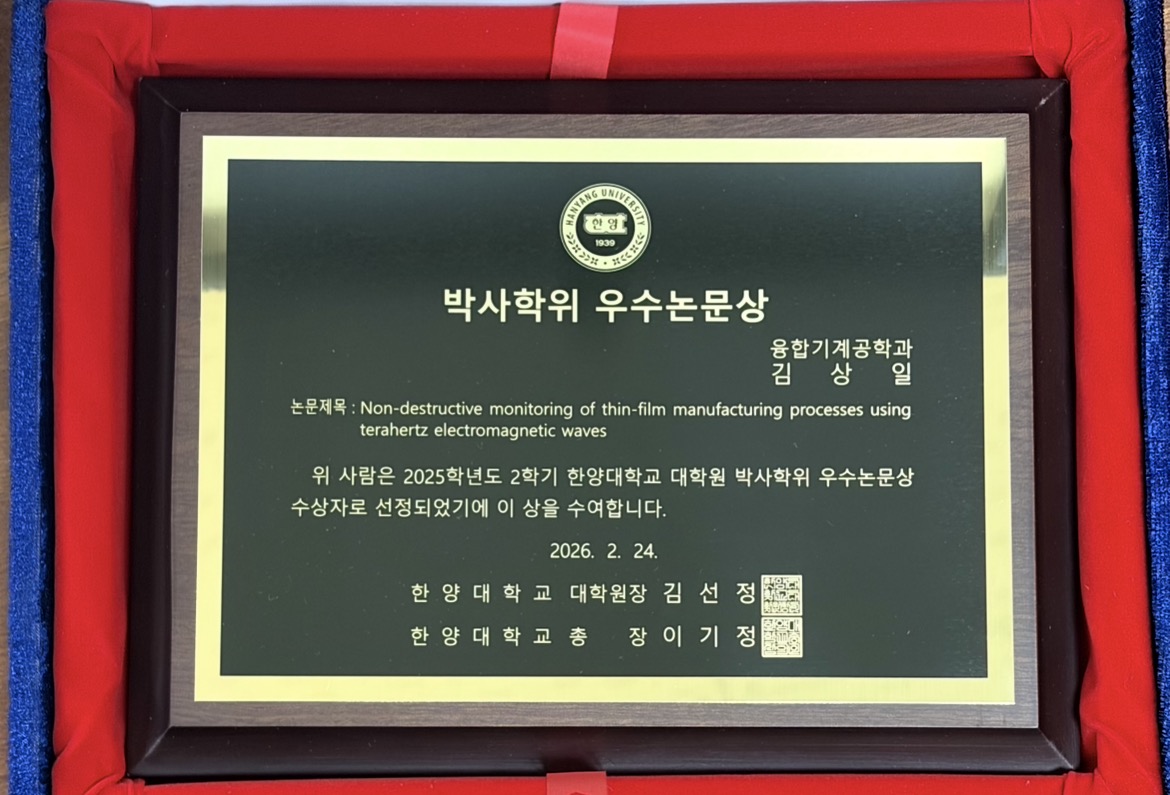 HANYANG UNIVERSITY
한양
1939
박사학위 우수논문상
융합기계공학과
김 상 일
논문제목 : Non-destructive monitoring of thin-film manufacturing processes using
terahertz electromagnetic waves
위 사람은 2025학년도 2학기 한양대학교 대학원 박사학위 우수논문상
수상자로 선정되었기에 이 상을 수여합니다.
2026. 2. 24.
한 양 대 학 교 대학원장 김 선 정
한 양 대 학 교 총 장 이 기 정